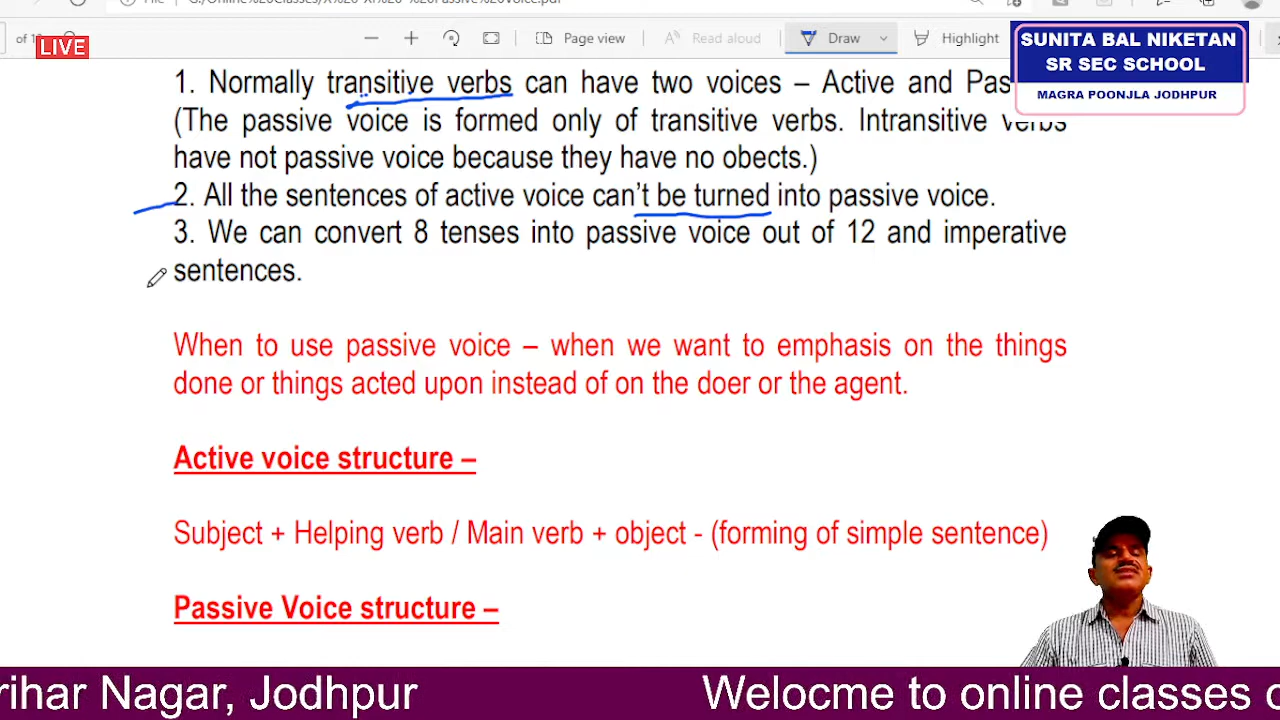 of 1
LIVE
Page view
Read aloud
Draw
Highlight
SUNITA BAL NIKETAN
SR SEC SCHOOL
MAGRA POONJLA JODHPUR
1. Normally transitive verbs can have two voices – Active and Pas
(The passive voice is formed only of transitive verbs. Intransitive verbs
have not passive voice because they have no obects.)
2. All the sentences of active voice can't be turned into passive voice.
3. We can convert 8 tenses into passive voice out of 12 and imperative
sentences.
When to use passive voice – when we want to emphasis on the things
done or things acted upon instead of on the doer or the agent.
Active voice structure –
Subject + Helping verb / Main verb + object - (forming of simple sentence)
Passive Voice structure –
rihar Nagar, Jodhpur Welocme to online classes o